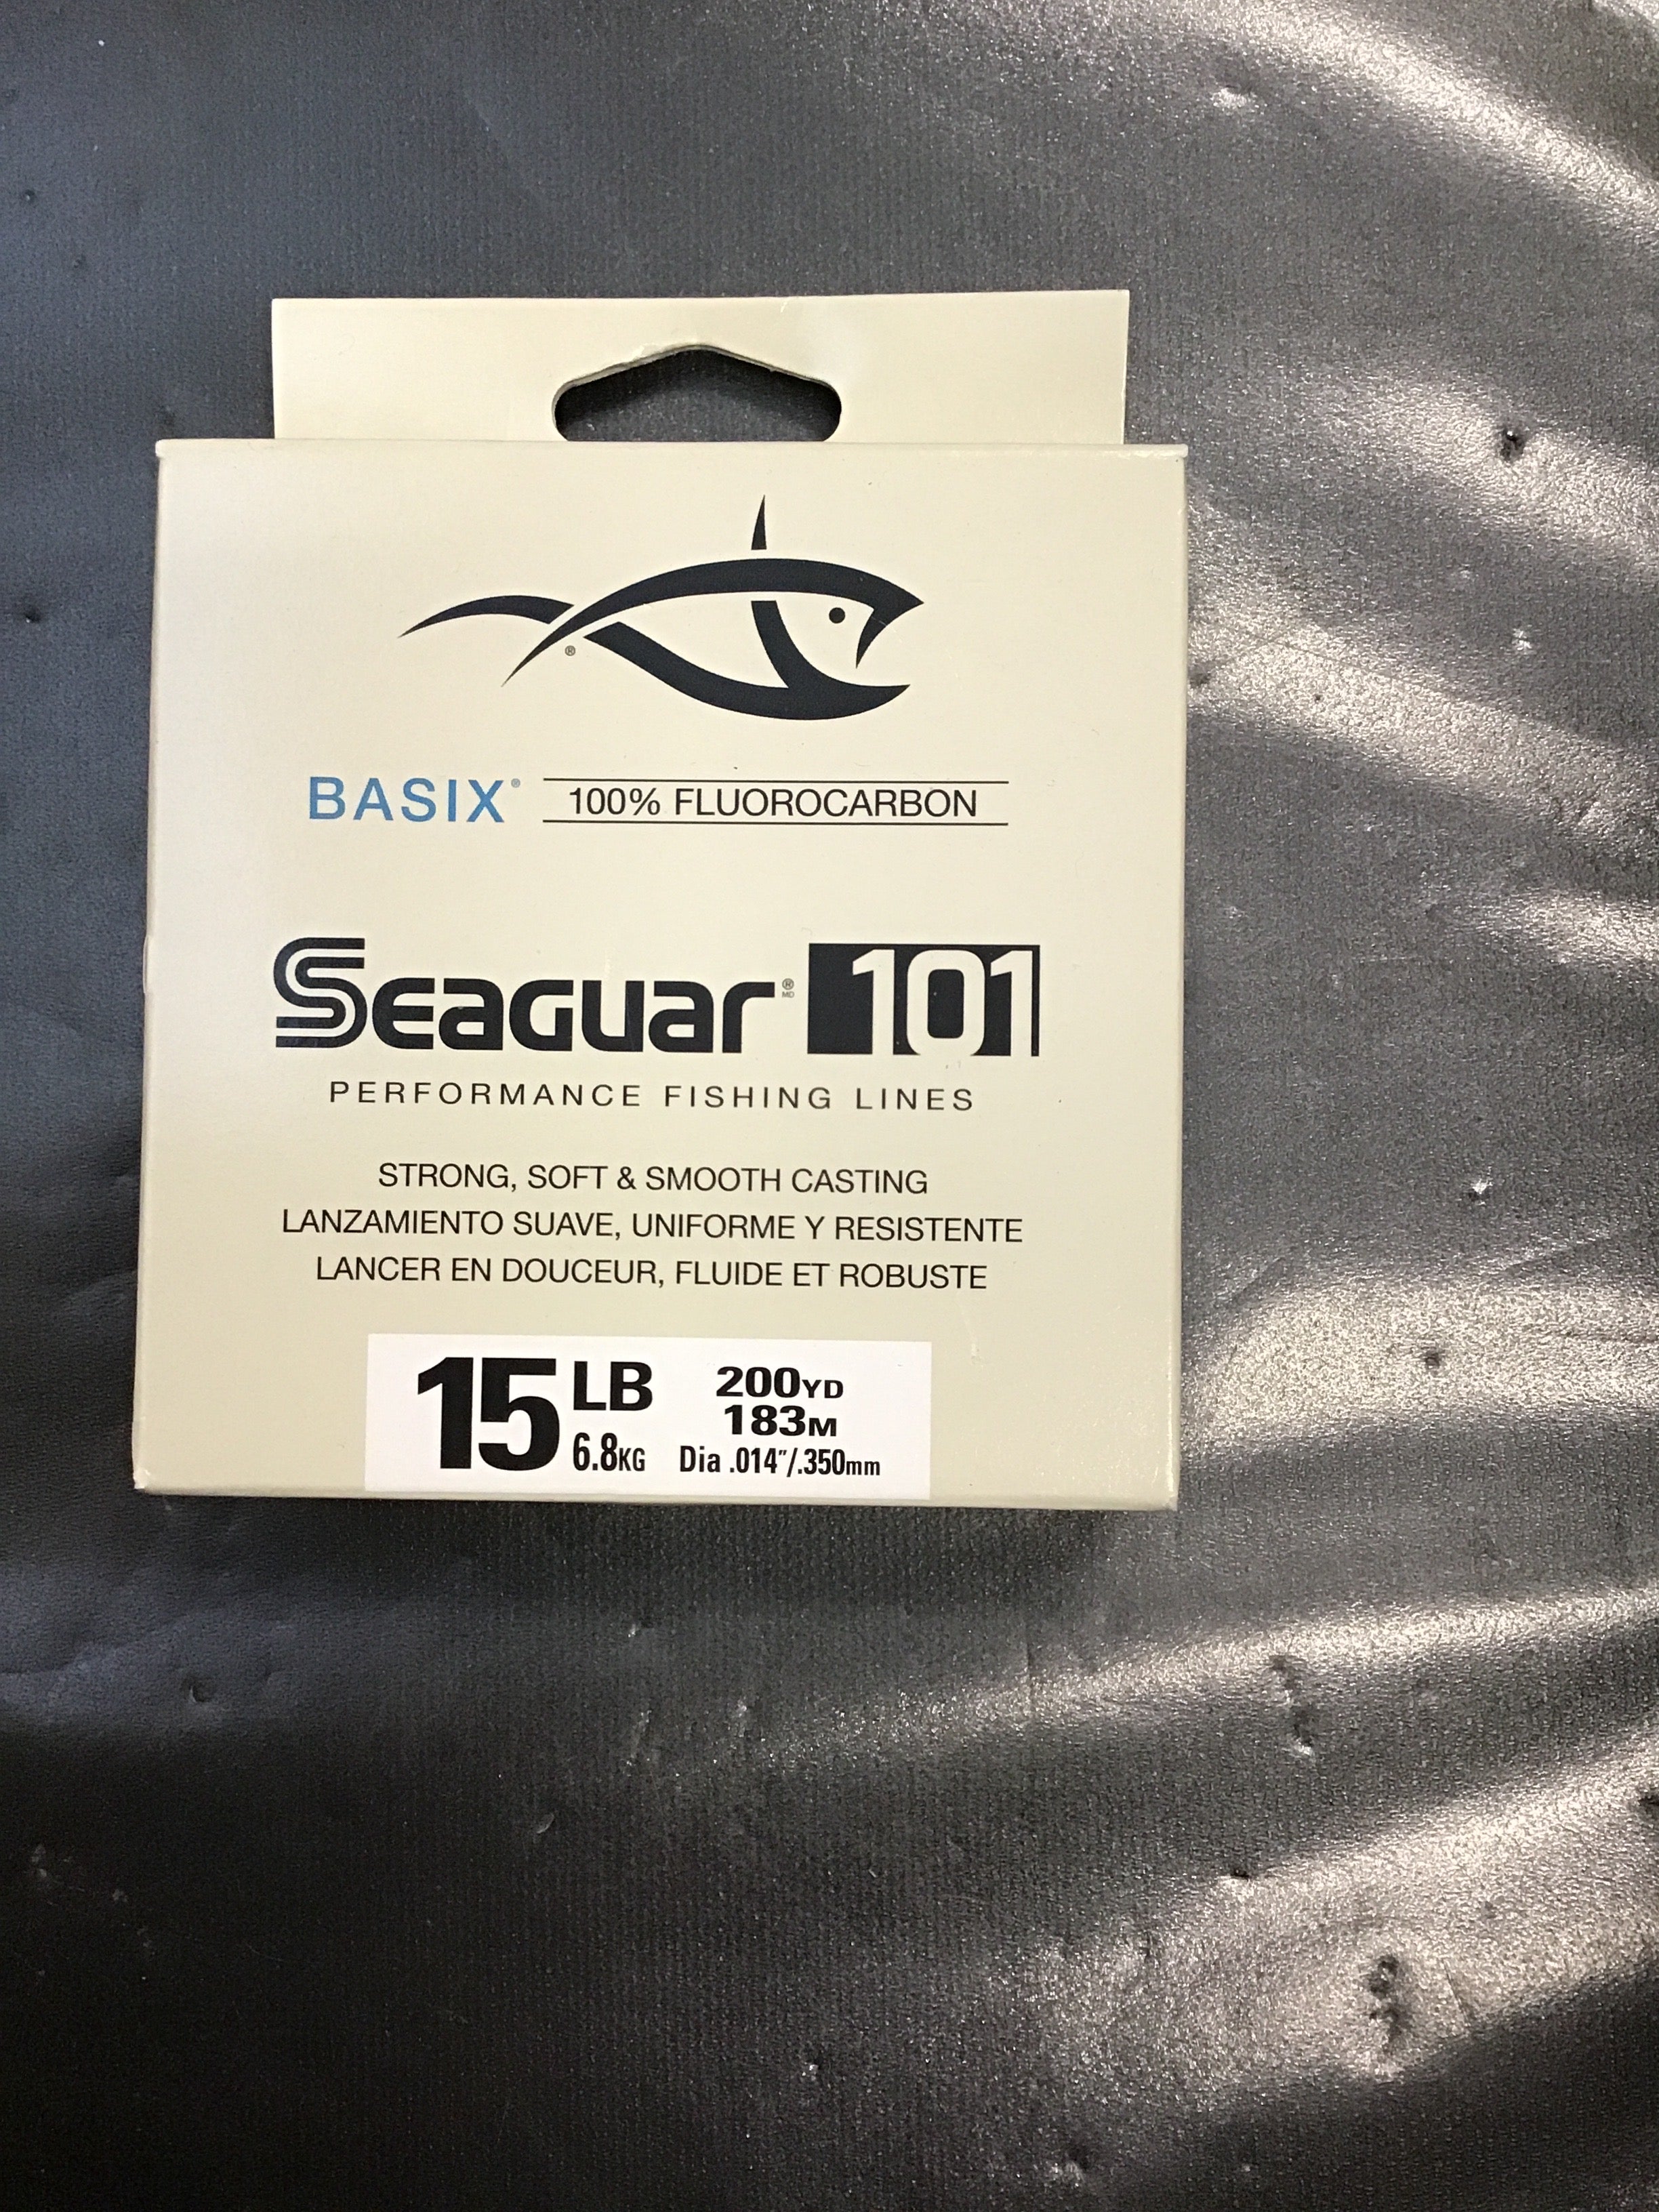 BASIX® 100% FLUOROCARBON
SEAGUAR® MD 101
PERFORMANCE FISHING LINES
STRONG, SOFT & SMOOTH CASTING
LANZAMIENTO SUAVE, UNIFORME Y RESISTENTE
LANCER EN DOUCEUR, FLUIDE ET ROBUSTE
15 LB 200YD
183M
6.8KG Dia .014″/.350mm